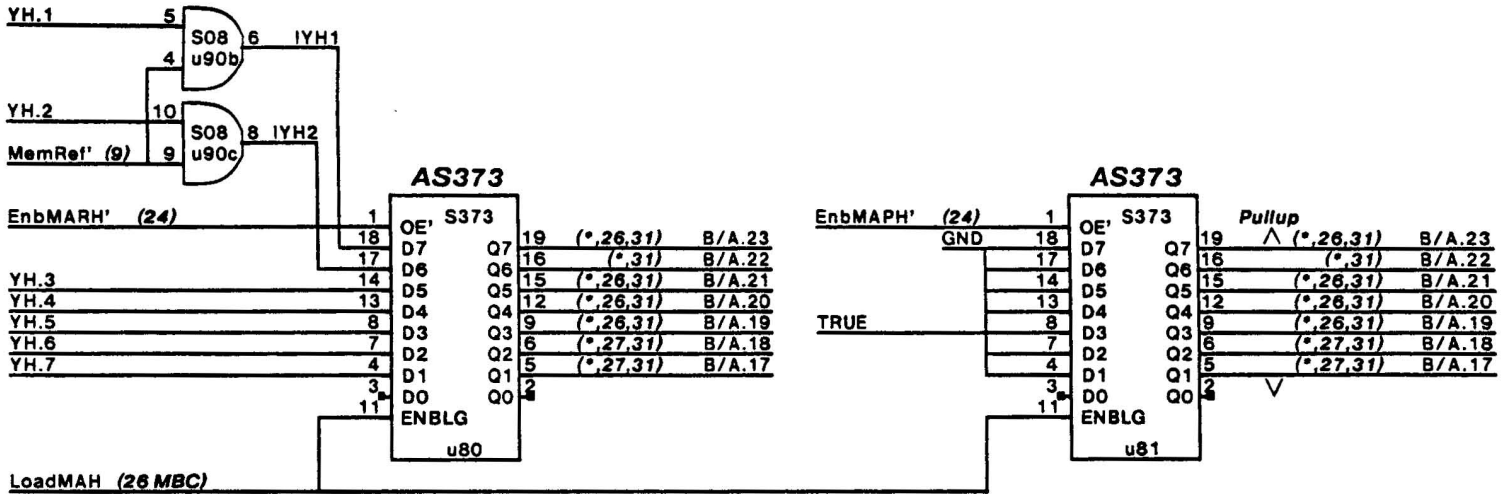 YH.1 5
S08 6 IYH1
4 u90b
YH.2 10
S08 8 IYH2
MemRef' (9) 9 u90c
AS373 AS373
EnbMARH' (24) 1 S373 EnbMAPH' (24) 1 S373 Pullup
OE' OE'
18 D7 Q7 19 (*,26,31) B/A.23 GND 18 D7 Q7 19 (*,26,31) B/A.23
17 D6 Q6 16 (*,31) B/A.22 17 D6 Q6 16 (*,31) B/A.22
YH.3 14 D5 Q5 15 (*,26,31) B/A.21 14 D5 Q5 15 (*,26,31) B/A.21
YH.4 13 D4 Q4 12 (*,26,31) B/A.20 13 D4 Q4 12 (*,26,31) B/A.20
YH.5 8 D3 Q3 9 (*,26,31) B/A.19 TRUE 8 D3 Q3 9 (*,26,31) B/A.19
YH.6 7 D2 Q2 6 (*,27,31) B/A.18 7 D2 Q2 6 (*,27,31) B/A.18
YH.7 4 D1 Q1 5 (*,27,31) B/A.17 4 D1 Q1 5 (*,27,31) B/A.17
3 D0 Q0 2 3 D0 Q0 2
11 ENBLG 11 ENBLG
u80 u81
LoadMAH (26 MBC)